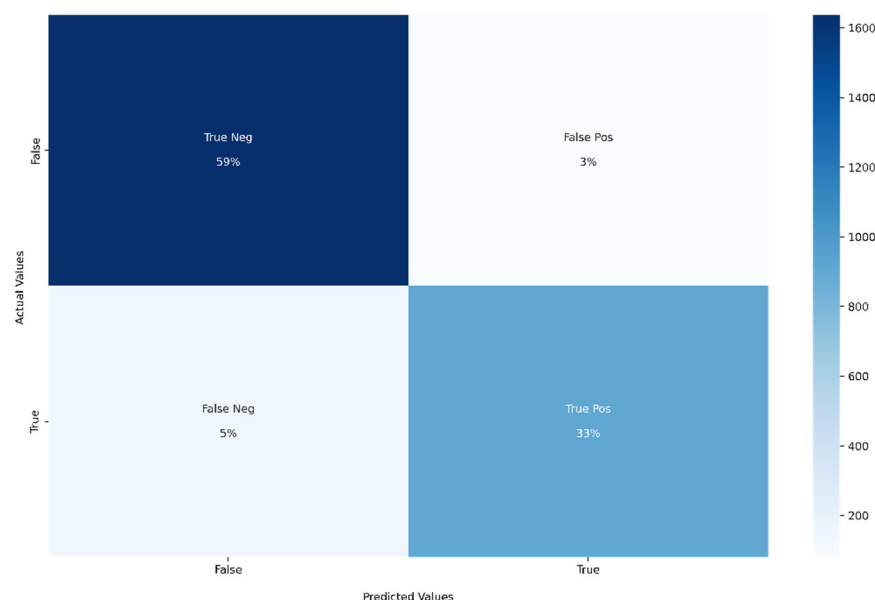 True Neg
59%
False Pos
3%
False Neg
5%
True Pos
33%
False
True
Actual Values
False
True
Predicted Values
1600
1400
1200
1000
800
600
400
200